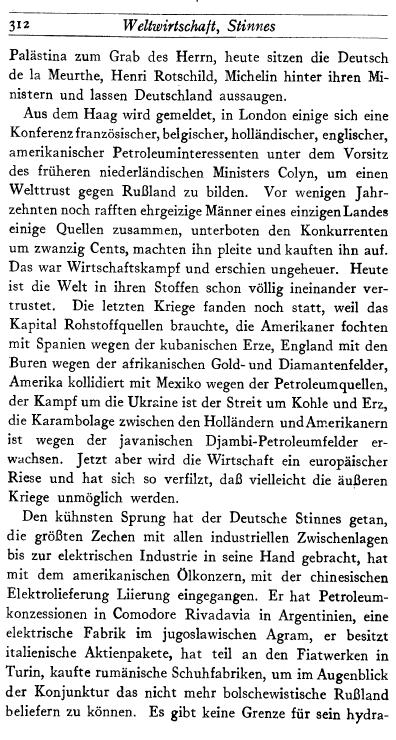 312 Weltwirtschaft, Stinnes
Palästina zum Grab des Herrn, heute sitzen die Deutsch
de la Meurthe, Henri Rotschild, Michelin hinter ihren Mi-
nistern und lassen Deutschland aussaugen.
Aus dem Haag wird gemeldet, in London einige sich eine
Konferenz französischer, belgischer, holländischer, englischer,
amerikanischer Petroleuminteressenten unter dem Vorsitz
des früheren niederländischen Ministers Colyn, um einen
Welttrust gegen Rußland zu bilden. Vor wenigen Jahr-
zehnten noch rafften ehrgeizige Männer eines einzigen Landes
einige Quellen zusammen, unterboten den Konkurrenten
um zwanzig Cents, machten ihn pleite und kauften ihn auf.
Das war Wirtschaftskampf und erschien ungeheuer. Heute
ist die Welt in ihren Stoffen schon völlig ineinander ver-
trustet. Die letzten Kriege fanden noch statt, weil das
Kapital Rohstoffquellen brauchte, die Amerikaner fochten
mit Spanien wegen der kubanischen Erze, England mit den
Buren wegen der afrikanischen Gold- und Diamantenfelder,
Amerika kollidiert mit Mexiko wegen der Petroleumquellen,
der Kampf um die Ukraine ist der Streit um Kohle und Erz,
die Karambolage zwischen den Holländern und Amerikanern
ist wegen der javanischen Djambi-Petroleumfelder er-
wachsen. Jetzt aber wird die Wirtschaft ein europäischer
Riese und hat sich so verfilzt, daß vielleicht die äußeren
Kriege unmöglich werden.
Den kühnsten Sprung hat der Deutsche Stinnes getan,
die größten Zechen mit allen industriellen Zwischenlagen
bis zur elektrischen Industrie in seine Hand gebracht, hat
mit dem amerikanischen Ölkonzern, mit der chinesischen
Elektrolieferung Liierung eingegangen. Er hat Petroleum-
konzessionen in Comodore Rivadavia in Argentinien, eine
elektrische Fabrik im jugoslawischen Agram, er besitzt
italienische Aktienpakete, hat teil an den Fiatwerken in
Turin, kaufte rumänische Schuhfabriken, um im Augenblick
der Konjunktur das nicht mehr bolschewistische Rußland
beliefern zu können. Es gibt keine Grenze für sein hydra-